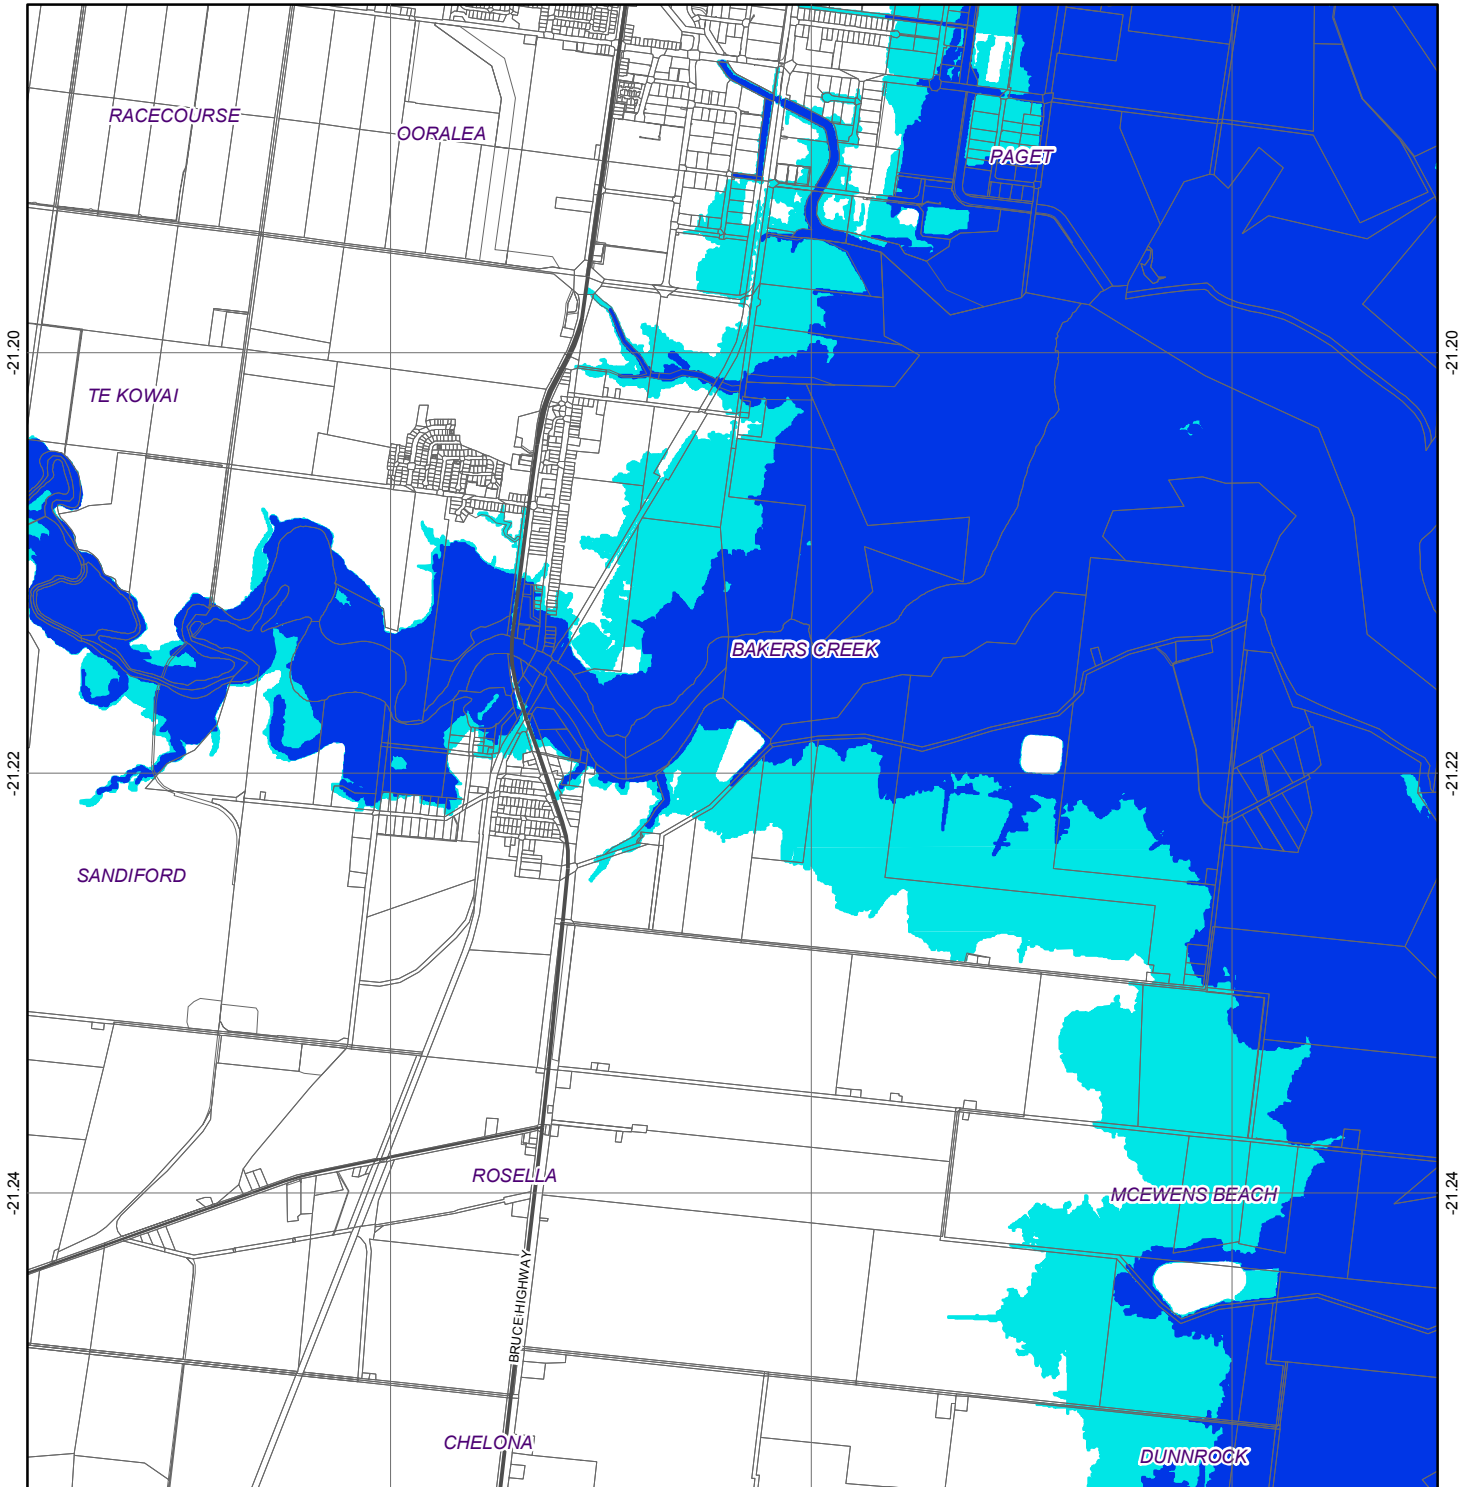 RACECOURSE
OORALEA
PAGET
-21.20
-21.20
TE KOWAI
BAKERS CREEK
-21.22
-21.22
SANDIFORD
ROSELLA
MCEWENS BEACH
-21.24
-21.24
BRUCE HIGHWAY
CHELONA
DUNNROCK